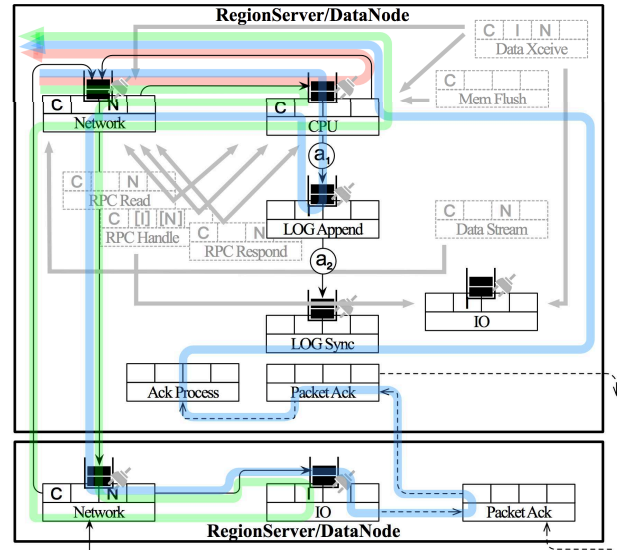 RegionServer/DataNode
C I N
Data Xceive
C
Mem Flush
C N
Network
C
CPU
a1
C N
RPC Read
C [I] [N]
RPC Handle
C N
RPC Respond
LOG Append
C N
Data Stream
a2
IO
LOG Sync
Ack Process
Packet Ack
C N
Network
I
IO
Packet Ack
RegionServer/DataNode